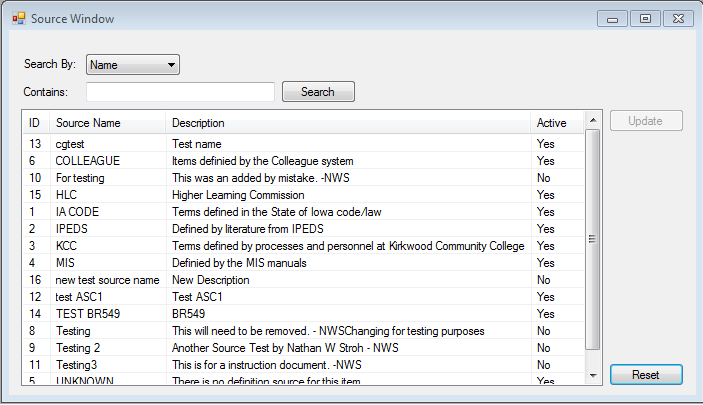 Source Window
Search By: Name
Contains: Search
ID Source Name Description Active
Update
13 cgtest Test name Yes
6 COLLEAGUE Items definied by the Colleague system Yes
10 For testing This was an added by mistake. -NWS No
15 HLC Higher Learning Commission Yes
1 IA CODE Terms defined in the State of Iowa code/law Yes
2 IPEDS Defined by literature from IPEDS Yes
3 KCC Terms defined by processes and personnel at Kirkwood Community College Yes
4 MIS Definied by the MIS manuals Yes
16 new test source name New Description No
12 test ASC1 Test ASC1 Yes
14 TEST BR549 BR549 Yes
8 Testing This will need to be removed. - NWSChanging for testing purposes No
9 Testing 2 Another Source Test by Nathan W Stroh - NWS No
11 Testing3 This is for a instruction document. -NWS No
5 UNKNOWN There is no definition source for this item Yes
Reset